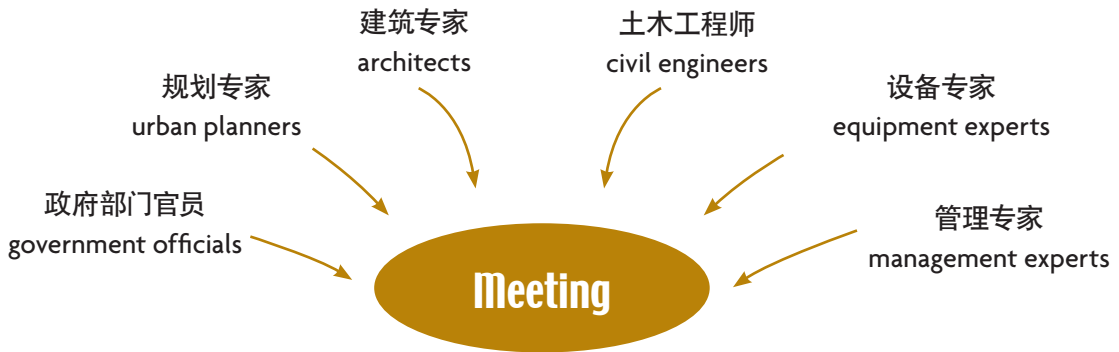 建筑专家
architects
土木工程师
civil engineers
规划专家
urban planners
设备专家
equipment experts
政府部门官员
government officials
管理专家
management experts
Meeting